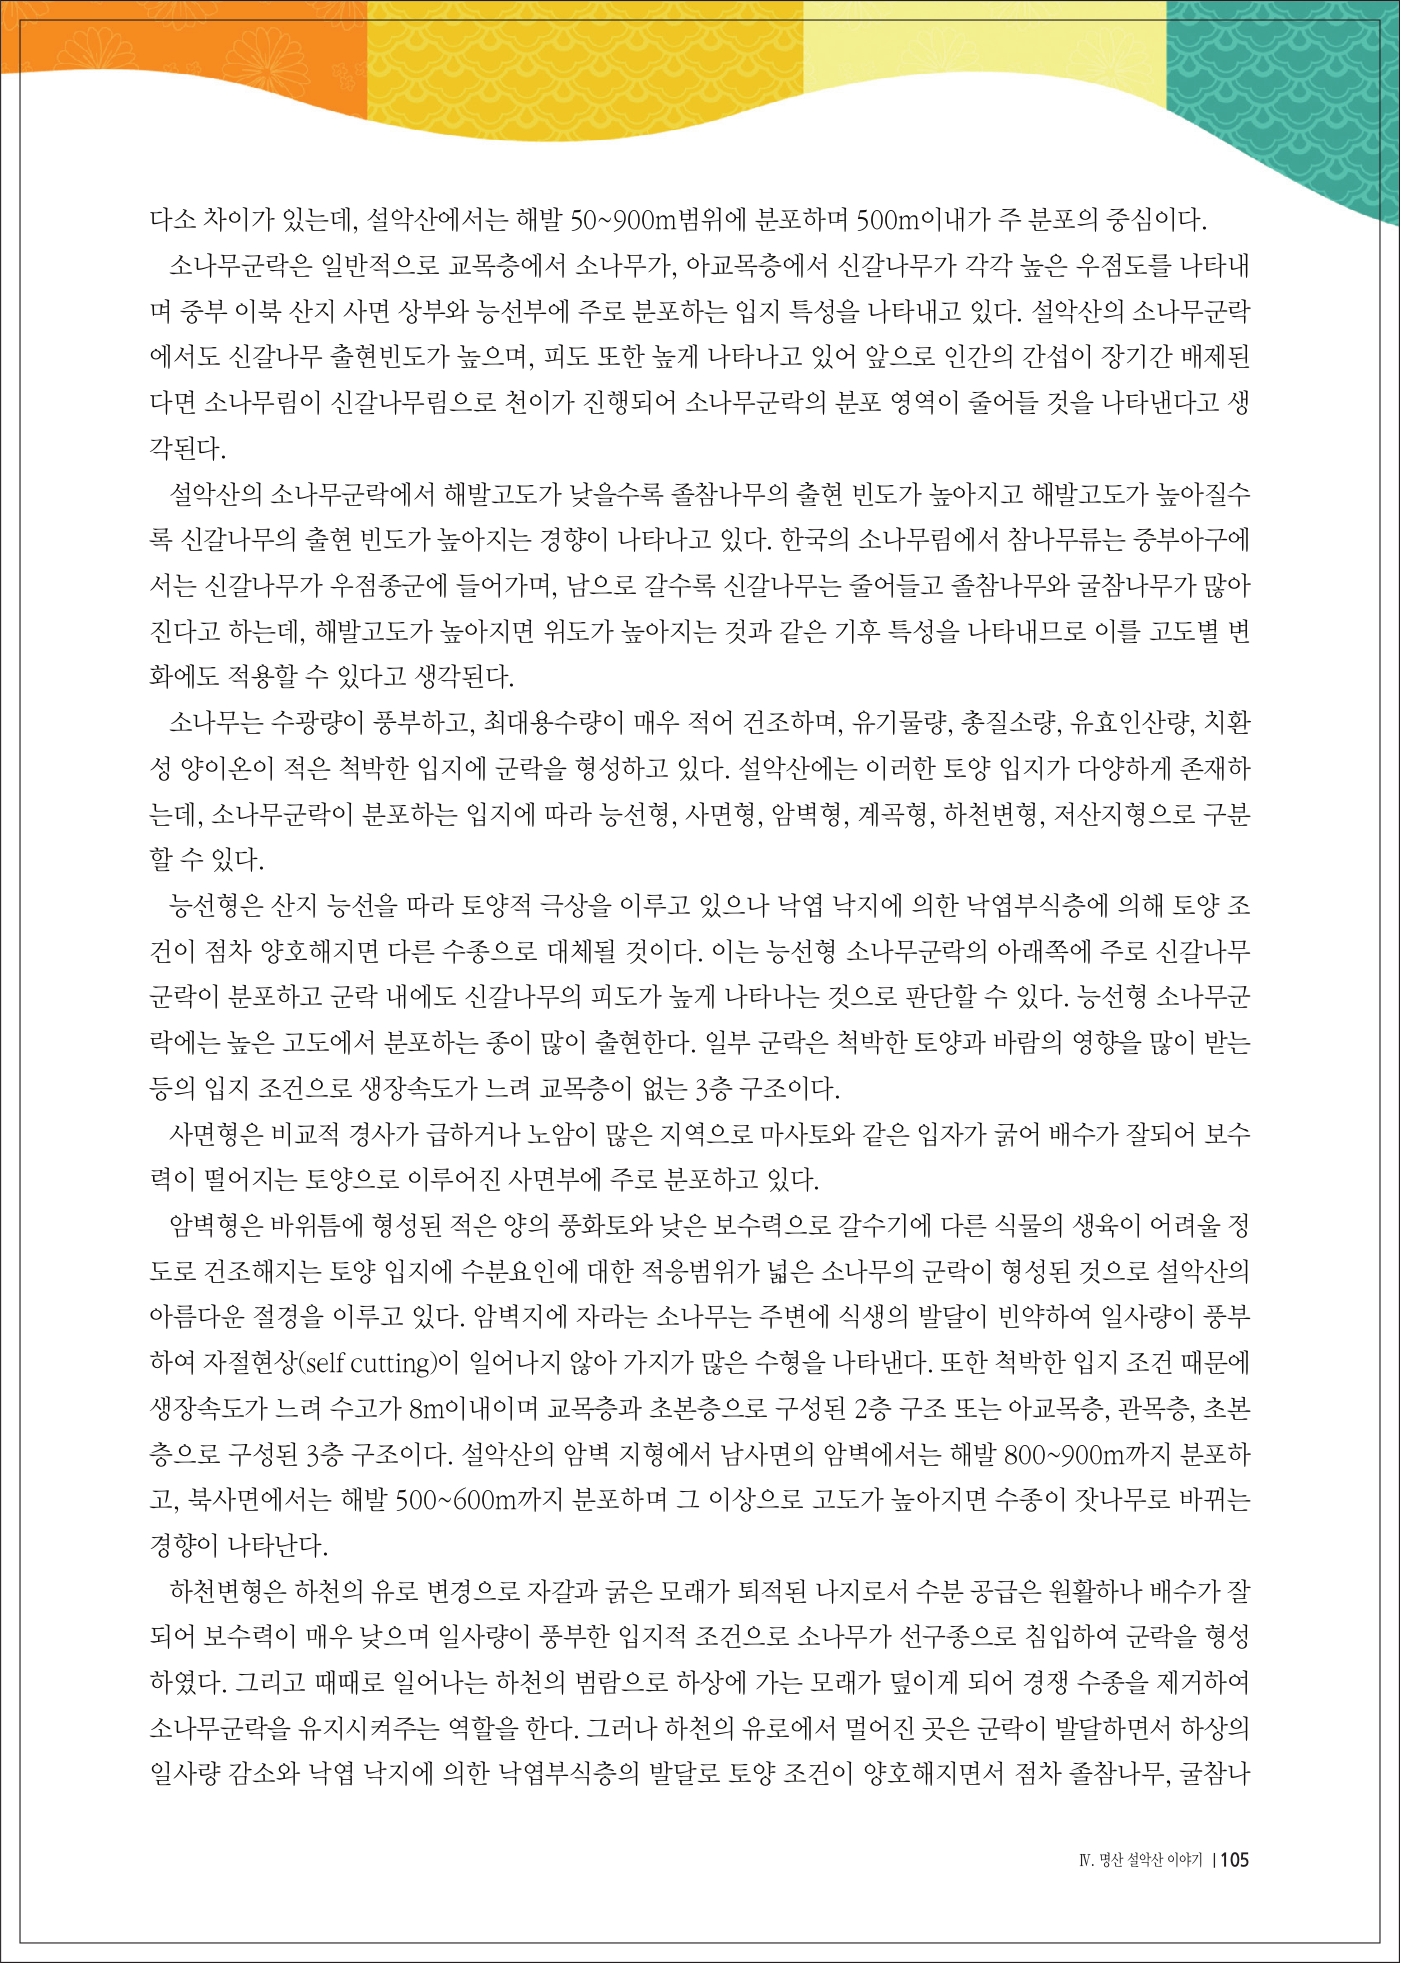 다소 차이가 있는데, 설악산에서는 해발 50~900m범위에 분포하며 500m이내가 주 분포의 중심이다.
소나무군락은 일반적으로 교목층에서 소나무가, 아교목층에서 신갈나무가 각각 높은 우점도를 나타내
며 중부 이북 산지 사면 상부와 능선부에 주로 분포하는 입지 특성을 나타내고 있다. 설악산의 소나무군락
에서도 신갈나무 출현빈도가 높으며, 피도 또한 높게 나타나고 있어 앞으로 인간의 간섭이 장기간 배제된
다면 소나무림이 신갈나무림으로 천이가 진행되어 소나무군락의 분포 영역이 줄어들 것을 나타낸다고 생
각된다.
설악산의 소나무군락에서 해발고도가 낮을수록 졸참나무의 출현 빈도가 높아지고 해발고도가 높아질수
록 신갈나무의 출현 빈도가 높아지는 경향이 나타나고 있다. 한국의 소나무림에서 참나무류는 중부아구에
서는 신갈나무가 우점종군에 들어가며, 남으로 갈수록 신갈나무는 줄어들고 졸참나무와 굴참나무가 많아
진다고 하는데, 해발고도가 높아지면 위도가 높아지는 것과 같은 기후 특성을 나타내므로 이를 고도별 변
화에도 적용할 수 있다고 생각된다.
소나무는 수광량이 풍부하고, 최대용수량이 매우 적어 건조하며, 유기물량, 총질소량, 유효인산량, 치환
성 양이온이 적은 척박한 입지에 군락을 형성하고 있다. 설악산에는 이러한 토양 입지가 다양하게 존재하
는데, 소나무군락이 분포하는 입지에 따라 능선형, 사면형, 암벽형, 계곡형, 하천변형, 저산지형으로 구분
할 수 있다.
능선형은 산지 능선을 따라 토양적 극상을 이루고 있으나 낙엽 낙지에 의한 낙엽부식층에 의해 토양 조
건이 점차 양호해지면 다른 수종으로 대체될 것이다. 이는 능선형 소나무군락의 아래쪽에 주로 신갈나무
군락이 분포하고 군락 내에도 신갈나무의 피도가 높게 나타나는 것으로 판단할 수 있다. 능선형 소나무군
락에는 높은 고도에서 분포하는 종이 많이 출현한다. 일부 군락은 척박한 토양과 바람의 영향을 많이 받는
등의 입지 조건으로 생장속도가 느려 교목층이 없는 3층 구조이다.
사면형은 비교적 경사가 급하거나 노암이 많은 지역으로 마사토와 같은 입자가 굵어 배수가 잘되어 보수
력이 떨어지는 토양으로 이루어진 사면부에 주로 분포하고 있다.
암벽형은 바위틈에 형성된 적은 양의 풍화토와 낮은 보수력으로 갈수기에 다른 식물의 생육이 어려울 정
도로 건조해지는 토양 입지에 수분요인에 대한 적응범위가 넓은 소나무의 군락이 형성된 것으로 설악산의
아름다운 절경을 이루고 있다. 암벽지에 자라는 소나무는 주변에 식생의 발달이 빈약하여 일사량이 풍부
하여 자절현상(self cutting)이 일어나지 않아 가지가 많은 수형을 나타낸다. 또한 척박한 입지 조건 때문에
생장속도가 느려 수고가 8m이내이며 교목층과 초본층으로 구성된 2층 구조 또는 아교목층, 관목층, 초본
층으로 구성된 3층 구조이다. 설악산의 암벽 지형에서 남사면의 암벽에서는 해발 800~900m까지 분포하
고, 북사면에서는 해발 500~600m까지 분포하며 그 이상으로 고도가 높아지면 수종이 잣나무로 바뀌는
경향이 나타난다.
하천변형은 하천의 유로 변경으로 자갈과 굵은 모래가 퇴적된 나지로서 수분 공급은 원활하나 배수가 잘
되어 보수력이 매우 낮으며 일사량이 풍부한 입지적 조건으로 소나무가 선구종으로 침입하여 군락을 형성
하였다. 그리고 때때로 일어나는 하천의 범람으로 하상에 가는 모래가 덮이게 되어 경쟁 수종을 제거하여
소나무군락을 유지시켜주는 역할을 한다. 그러나 하천의 유로에서 멀어진 곳은 군락이 발달하면서 하상의
일사량 감소와 낙엽 낙지에 의한 낙엽부식층의 발달로 토양 조건이 양호해지면서 점차 졸참나무, 굴참나
Ⅳ. 명산 설악산 이야기 | 105